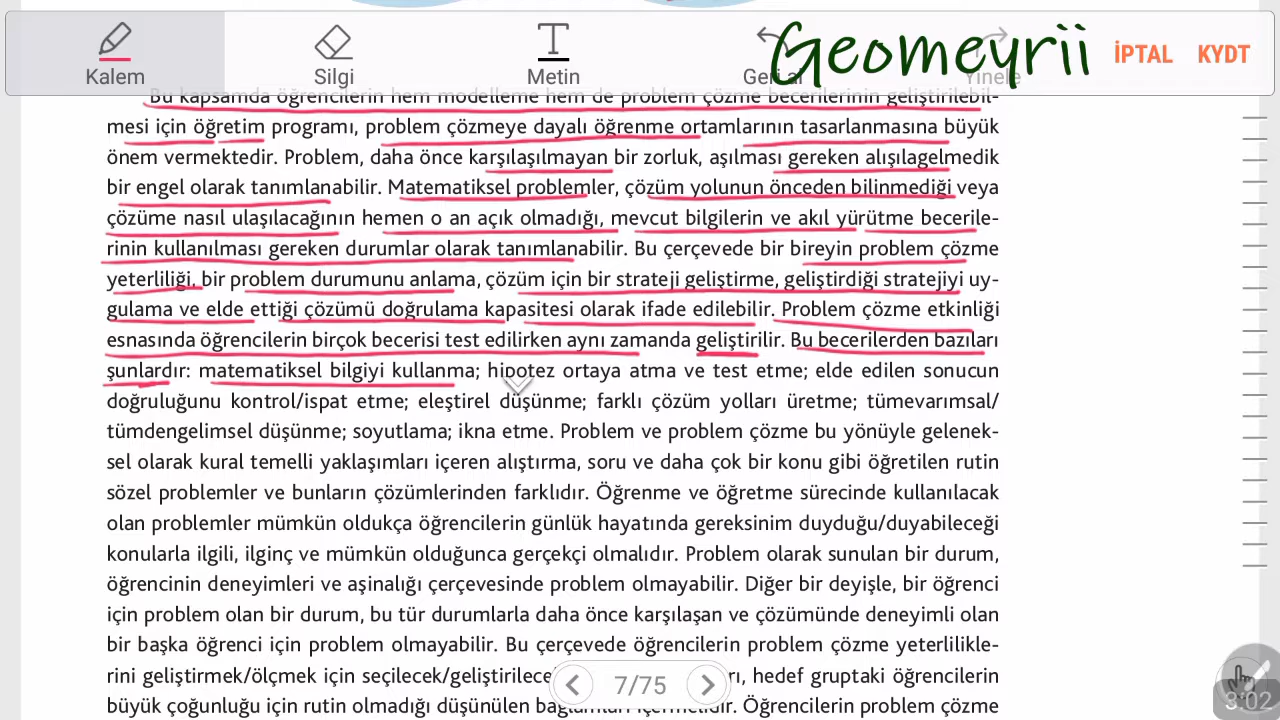 Kalem
Silgi
Metin
Geri al
Yinele
Geomeyrii
İPTAL
KYDT
Bu kapsamda öğrencilerin hem modelleme hem de problem çözme becerilerinin geliştirilebil-
mesi için öğretim programı, problem çözmeye dayalı öğrenme ortamlarının tasarlanmasına büyük
önem vermektedir. Problem, daha önce karşılaşılmayan bir zorluk, aşılması gereken alışılagelmedik
bir engel olarak tanımlanabilir. Matematiksel problemler, çözüm yolunun önceden bilinmediği veya
çözüme nasıl ulaşılacağının hemen o an açık olmadığı, mevcut bilgilerin ve akıl yürütme becerile-
rinin kullanılması gereken durumlar olarak tanımlanabilir. Bu çerçevede bir bireyin problem çözme
yeterliliği, bir problem durumunu anlama, çözüm için bir strateji geliştirme, geliştirdiği stratejiyi uy-
gulama ve elde ettiği çözümü doğrulama kapasitesi olarak ifade edilebilir. Problem çözme etkinliği
esnasında öğrencilerin birçok becerisi test edilirken aynı zamanda geliştirilir. Bu becerilerden bazıları
şunlardır: matematiksel bilgiyi kullanma; hipotez ortaya atma ve test etme; elde edilen sonucun
doğruluğunu kontrol/ispat etme; eleştirel düşünme; farklı çözüm yolları üretme; tümevarımsal/
tümdengelimsel düşünme; soyutlama; ikna etme. Problem ve problem çözme bu yönüyle gelenek-
sel olarak kural temelli yaklaşımları içeren alıştırma, soru ve daha çok bir konu gibi öğretilen rutin
sözel problemler ve bunların çözümlerinden farklıdır. Öğrenme ve öğretme sürecinde kullanılacak
olan problemler mümkün oldukça öğrencilerin günlük hayatında gereksinim duyduğu/duyabileceği
konularla ilgili, ilginç ve mümkün olduğunca gerçekçi olmalıdır. Problem olarak sunulan bir durum,
öğrencinin deneyimleri ve aşinalığı çerçevesinde problem olmayabilir. Diğer bir deyişle, bir öğrenci
için problem olan bir durum, bu tür durumlarla daha önce karşılaşan ve çözümünde deneyimli olan
bir başka öğrenci için problem olmayabilir. Bu çerçevede öğrencilerin problem çözme yeterlilikle-
rini geliştirmek/ölçmek için hedef gruptaki öğrencilerin
büyük çoğunluğu için rutin olmadığı düşünülen Öğrencilerin problem çözme
7/75
3:02